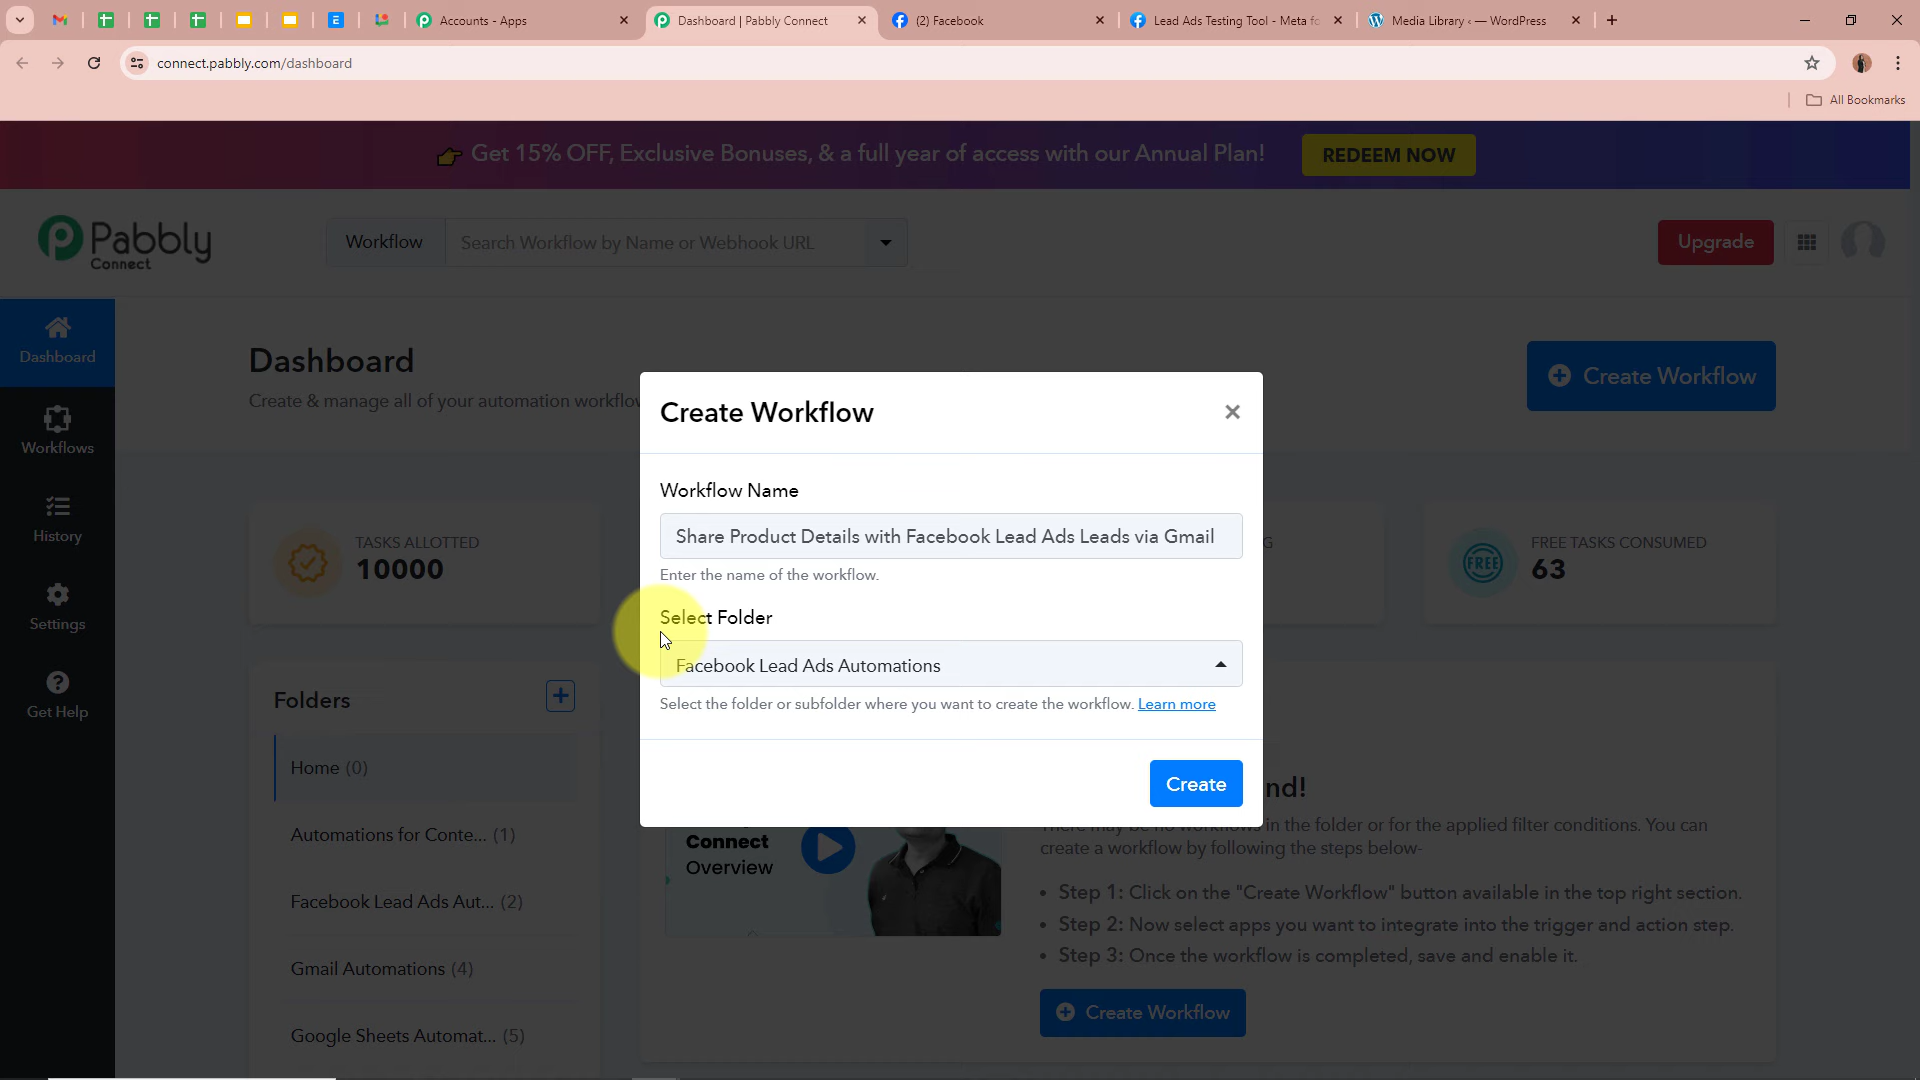 Accounts - Apps
Dashboard | Pabbly Connect
(2) Facebook
Lead Ads Testing Tool - Meta fo
Media Library ‹ — WordPress
connect.pabbly.com/dashboard
All Bookmarks
Get 15% OFF, Exclusive Bonuses, & a full year of access with our Annual Plan!
REDEEM NOW
Pabbly
Connect
Workflow
Search Workflow by Name or Webhook URL
Upgrade
Dashboard
Workflows
History
Settings
Get Help
Dashboard
Create & manage all of your automation workflow
Create Workflow
TASKS ALLOTTED
10000
G
FREE TASKS CONSUMED
FREE
63
Create Workflow
Workflow Name
Share Product Details with Facebook Lead Ads Leads via Gmail
Enter the name of the workflow.
Select Folder
Facebook Lead Ads Automations
Select the folder or subfolder where you want to create the workflow. Learn more
Create
Folders
Home (0)
Automations for Conte... (1)
Facebook Lead Ads Aut... (2)
Gmail Automations (4)
Google Sheets Automat... (5)
Connect
Overview
nd!
There may be no workflows in the folder or for the applied filter conditions. You can
create a workflow by following the steps below-
Step 1: Click on the "Create Workflow" button available in the top right section.
Step 2: Now select apps you want to integrate into the trigger and action step.
Step 3: Once the workflow is completed, save and enable it.
Create Workflow